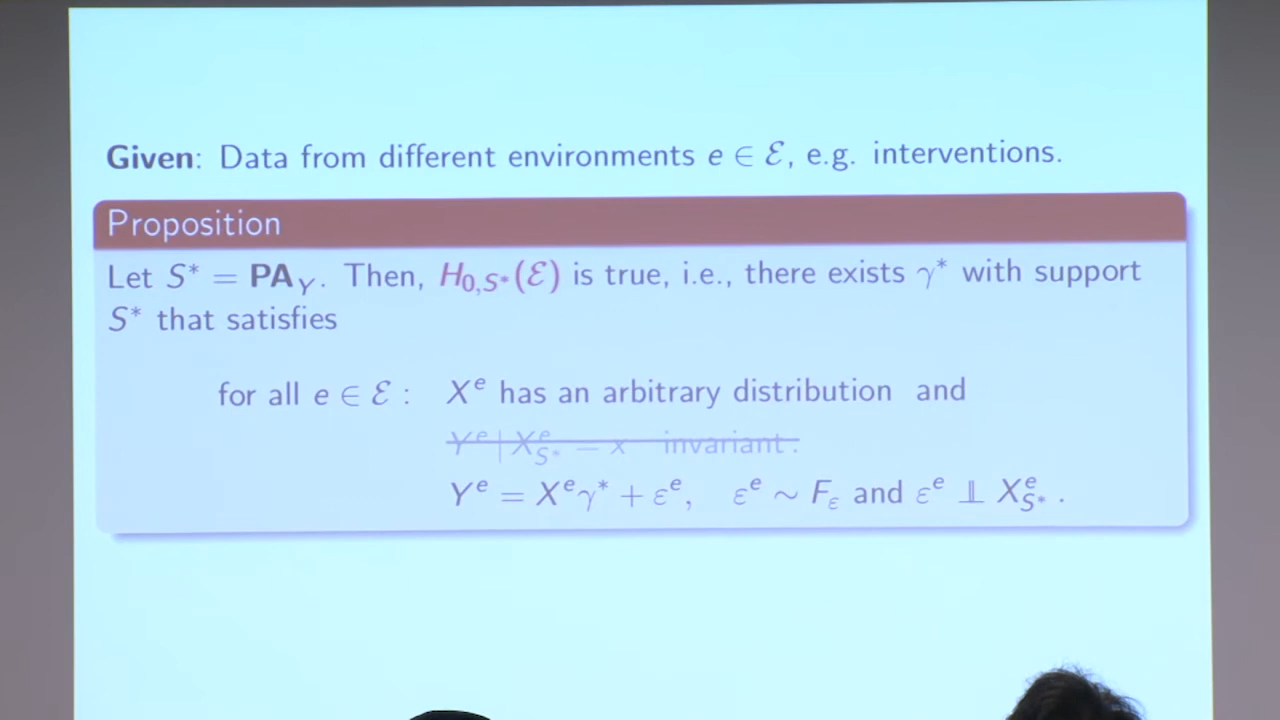 Given: Data from different environments e ∈ ℰ, e.g. interventions.
Proposition
Let S* = PA_Y. Then, H_{0,S*}(ℰ) is true, i.e., there exists γ* with support
S* that satisfies
for all e ∈ ℰ : X^e has an arbitrary distribution and
Y^e | X^e_{S*} = x invariant .
Y^e = X^e γ* + ε^e, ε^e ∼ F_ε and ε^e ⫫ X^e_{S*} .